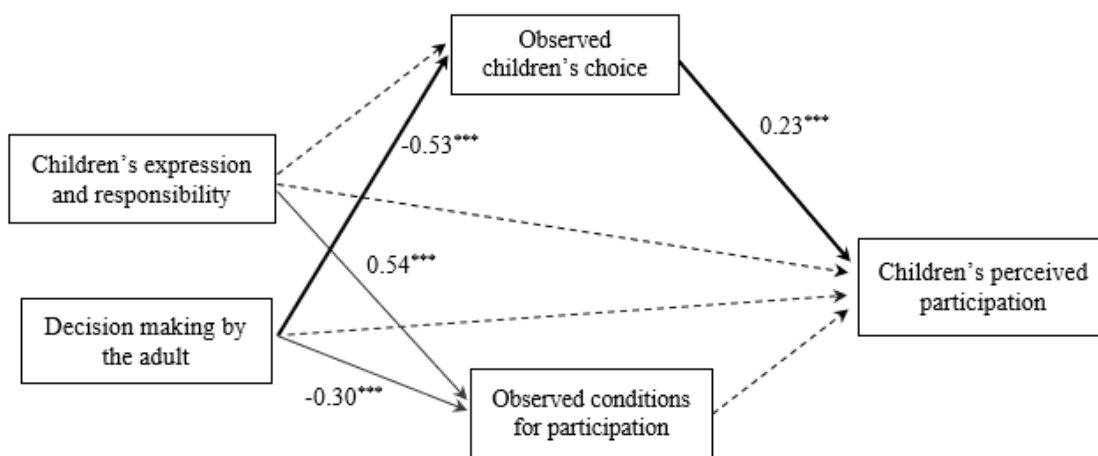 Observed
children’s choice
-0.53***
0.23***
Children’s expression
and responsibility
0.54***
Children’s perceived
participation
Decision making by
the adult
-0.30***
Observed conditions
for participation